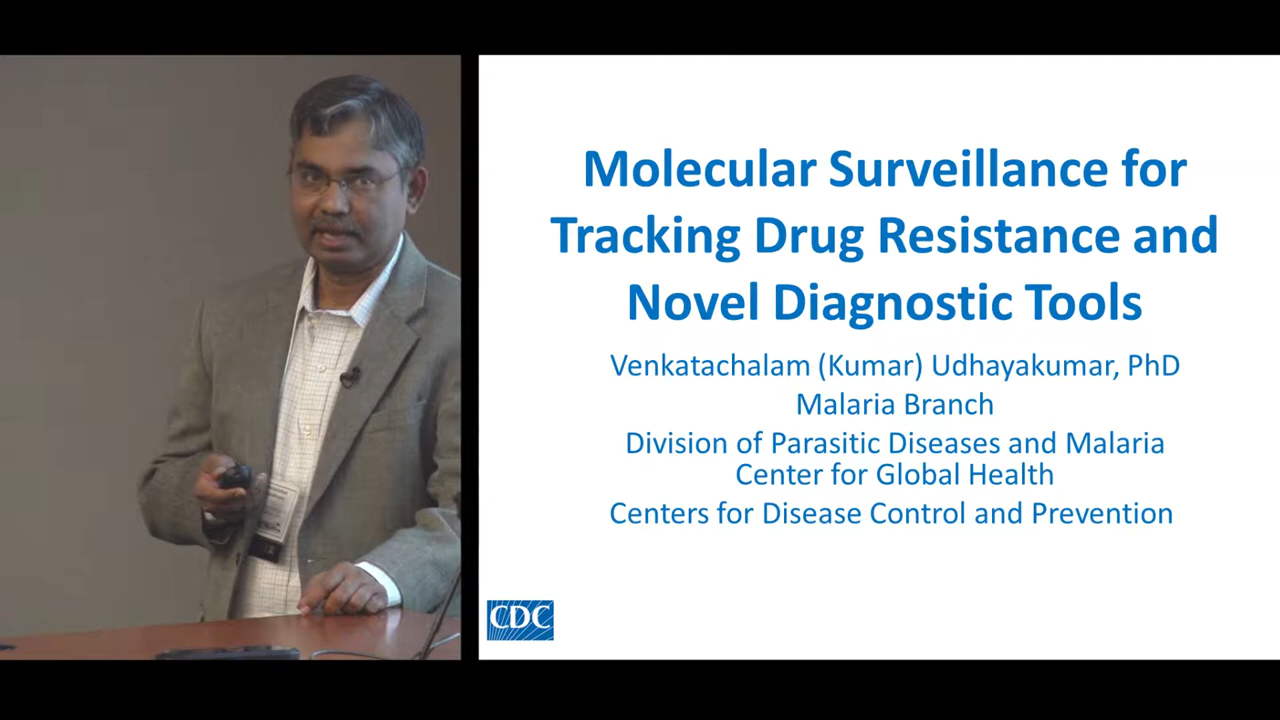 Molecular Surveillance for
Tracking Drug Resistance and
Novel Diagnostic Tools
Venkatachalam (Kumar) Udhayakumar, PhD
Malaria Branch
Division of Parasitic Diseases and Malaria
Center for Global Health
Centers for Disease Control and Prevention
CDC